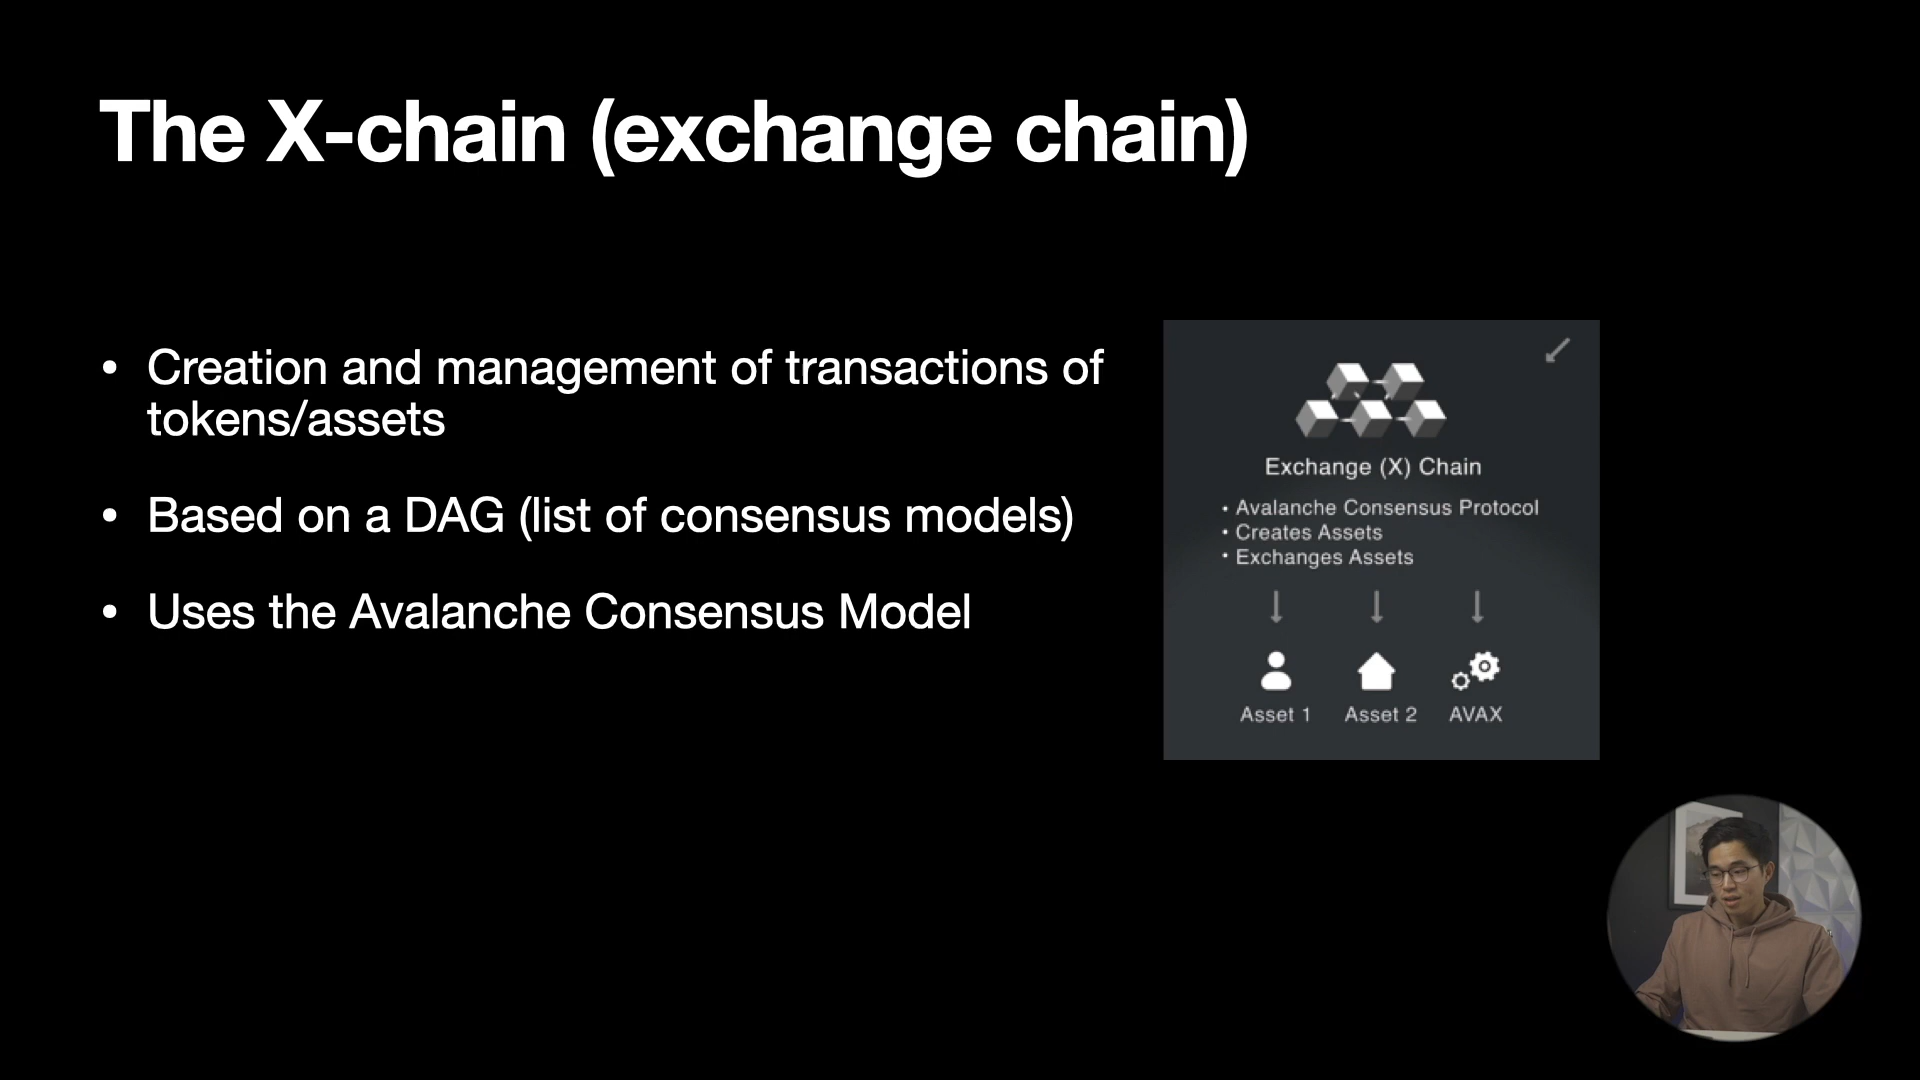 The X-chain (exchange chain)
• Creation and management of transactions of
tokens/assets
• Based on a DAG (list of consensus models)
• Uses the Avalanche Consensus Model
Exchange (X) Chain
• Avalanche Consensus Protocol
• Creates Assets
• Exchanges Assets
Asset 1 Asset 2 AVAX